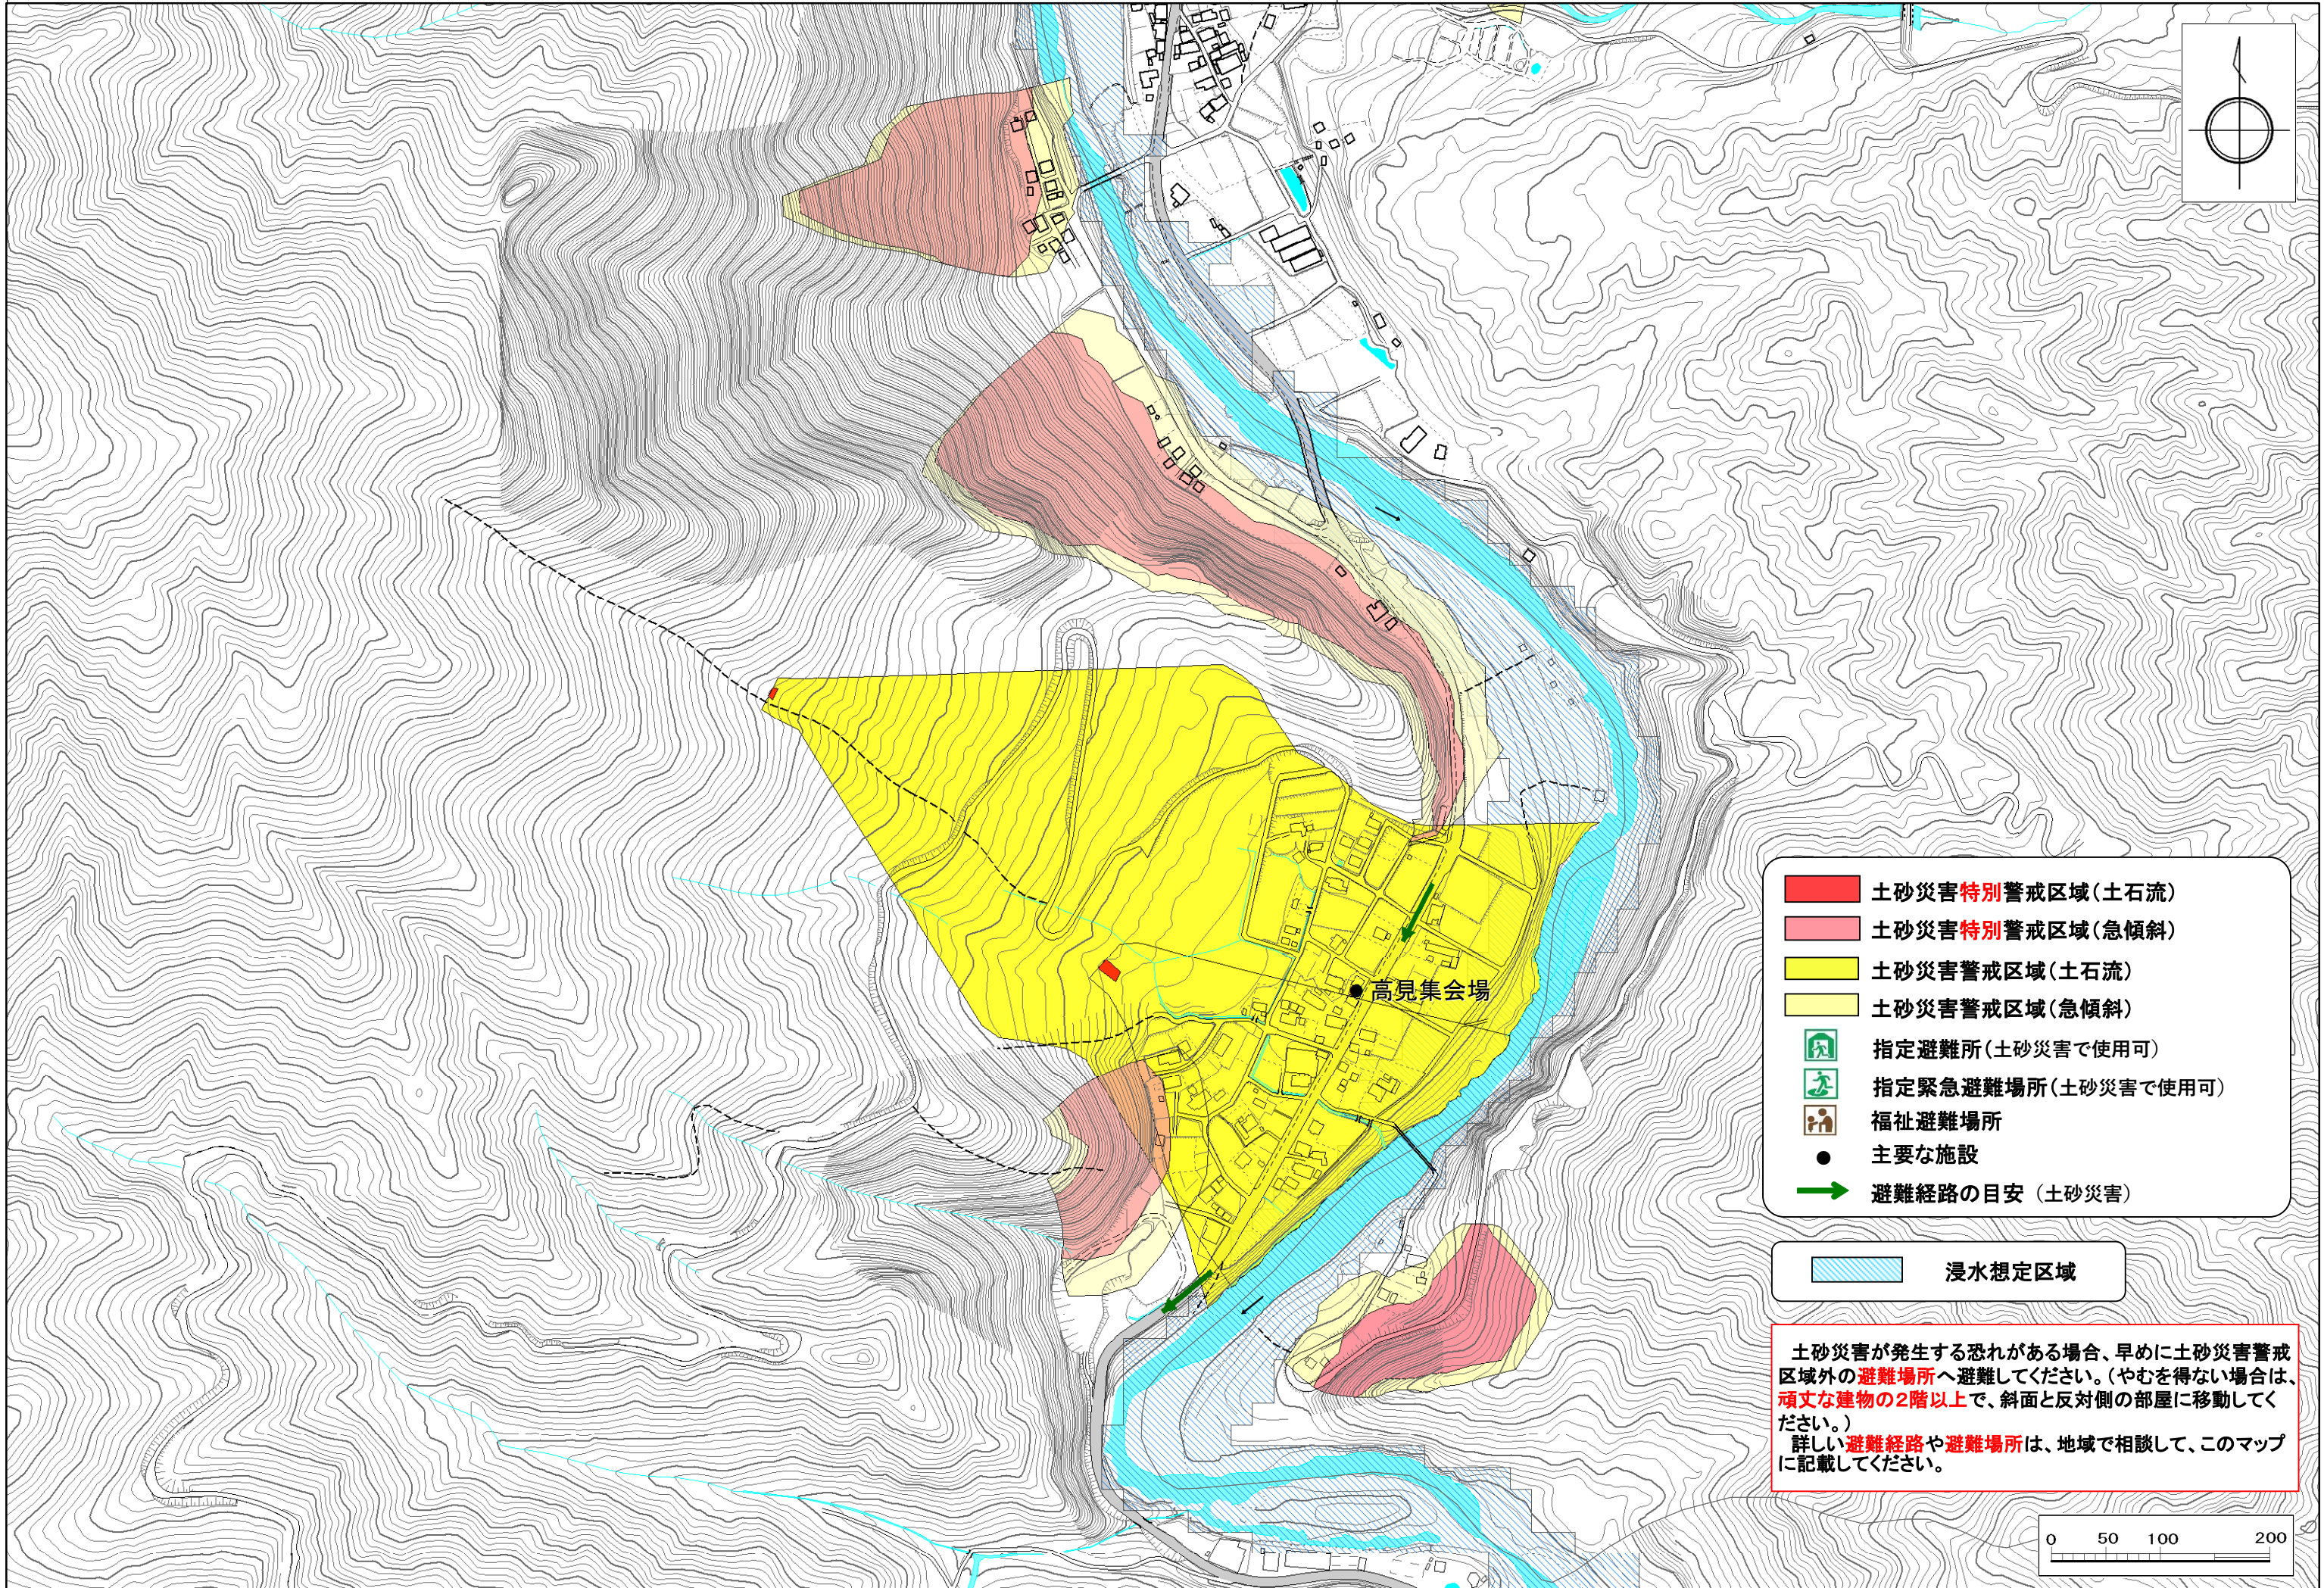 高見集会場
土砂災害特別警戒区域(土石流)
土砂災害特別警戒区域(急傾斜)
土砂災害警戒区域(土石流)
土砂災害警戒区域(急傾斜)
指定避難所(土砂災害で使用可)
指定緊急避難場所(土砂災害で使用可)
福祉避難場所
主要な施設
避難経路の目安(土砂災害)
浸水想定区域
土砂災害が発生する恐れがある場合、早めに土砂災害警戒
区域外の避難場所へ避難してください。(やむを得ない場合は、
頑丈な建物の2階以上で、斜面と反対側の部屋に移動してく
ださい。)
詳しい避難経路や避難場所は、地域で相談して、このマップ
に記載してください。
0 50 100 200